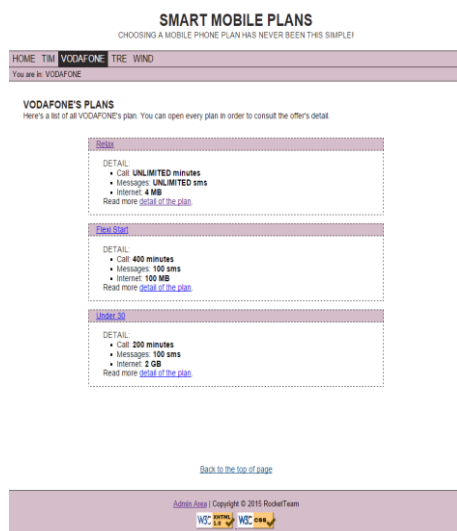 SMART MOBILE PLANS
CHOOSING A MOBILE PHONE PLAN HAS NEVER BEEN THIS SIMPLE!
HOME TIM VODAFONE TRE WIND
You are in: VODAFONE
VODAFONE'S PLANS
Here's a list of all VODAFONE's plan. You can open every plan in order to consult the offer's detail.
Relax
DETAIL:
Call: UNLIMITED minutes
Messages: UNLIMITED sms
Internet: 4 MB
Read more detail of the plan.
Flexi Start
DETAIL:
Call: 400 minutes
Messages: 100 sms
Internet: 100 MB
Read more detail of the plan.
Under 30
DETAIL:
Call: 200 minutes
Messages: 100 sms
Internet: 2 GB
Read more detail of the plan.
Back to the top of page
Admin Area | Copyright © 2015 RocketTeam
W3C XHTML 1.0 W3C css